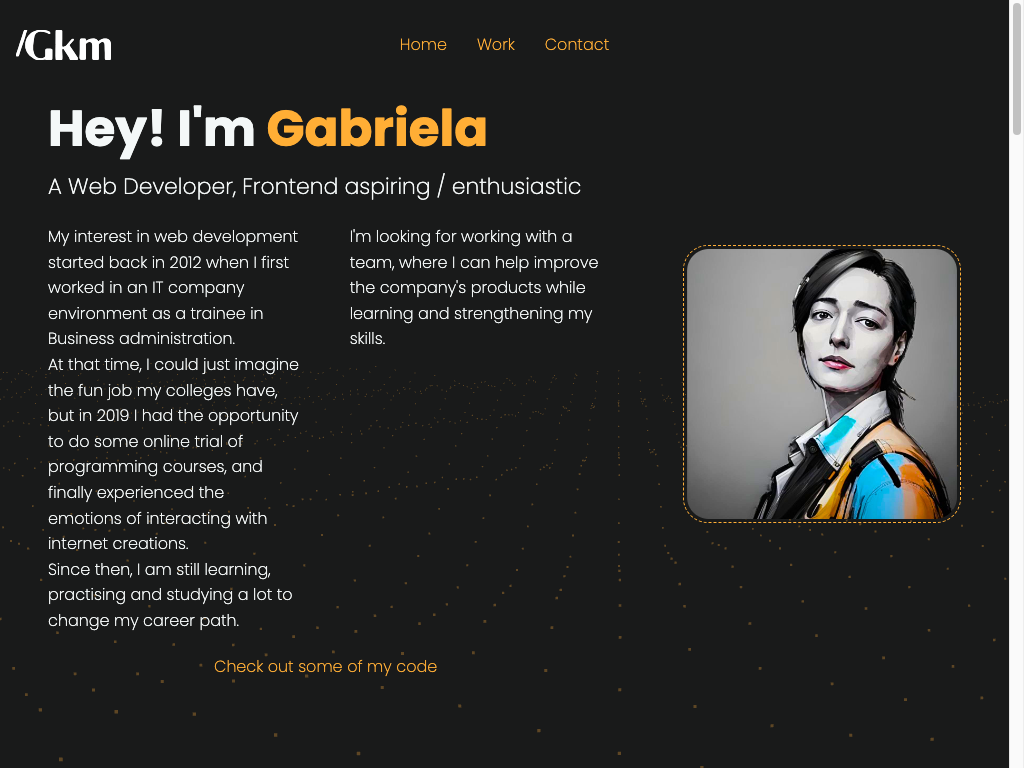 /Gkm
Home Work Contact
Hey! I'm Gabriela
A Web Developer, Frontend aspiring / enthusiastic
My interest in web development
started back in 2012 when I first
worked in an IT company
environment as a trainee in
Business administration.
At that time, I could just imagine
the fun job my colleges have,
but in 2019 I had the opportunity
to do some online trial of
programming courses, and
finally experienced the
emotions of interacting with
internet creations.
Since then, I am still learning,
practising and studying a lot to
change my career path.
I'm looking for working with a
team, where I can help improve
the company's products while
learning and strengthening my
skills.
Check out some of my code